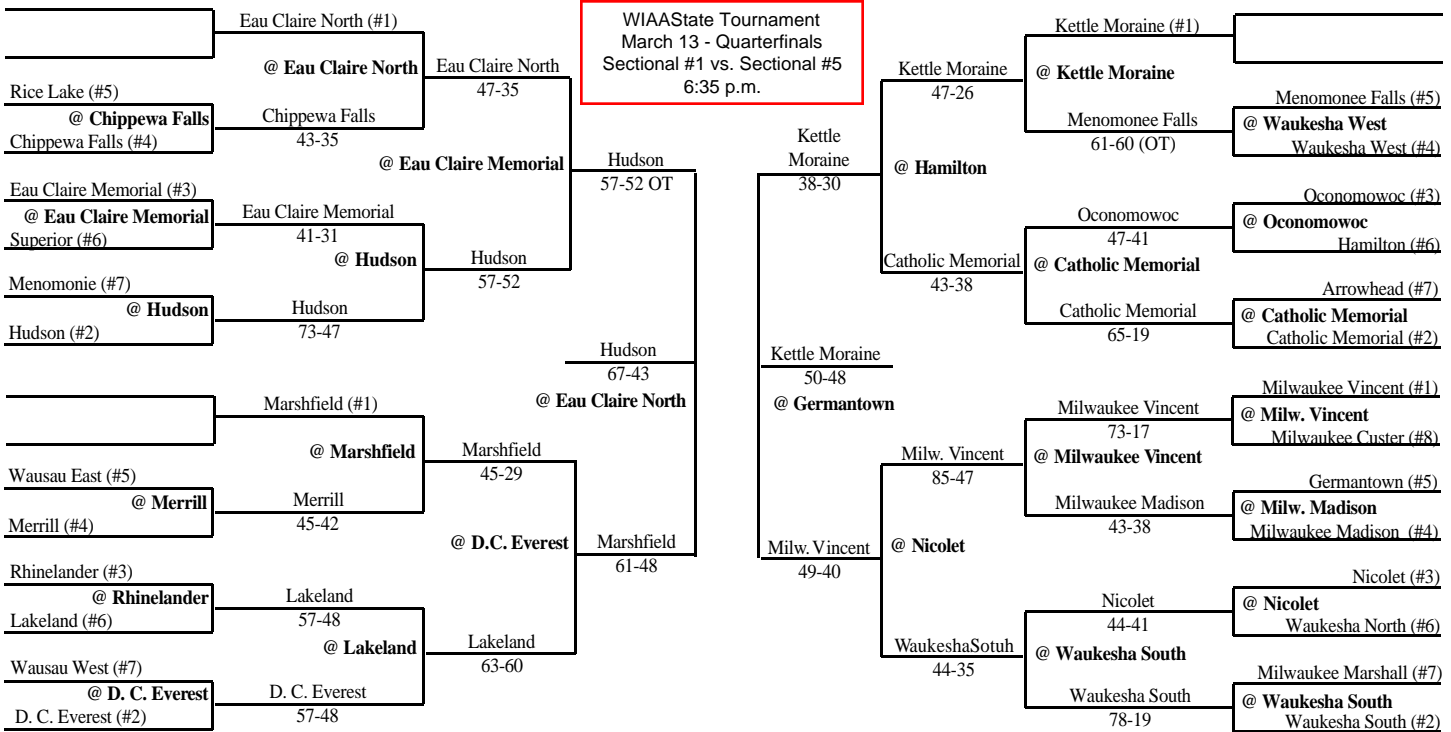 WIAAState Tournament
March 13 - Quarterfinals
Sectional #1 vs. Sectional #5
6:35 p.m.
Eau Claire North (#1)
@ Eau Claire North
Rice Lake (#5)
@ Chippewa Falls
Chippewa Falls (#4)
Chippewa Falls
43-35
Eau Claire North
47-35
@ Eau Claire Memorial
Eau Claire Memorial (#3)
@ Eau Claire Memorial
Superior (#6)
Eau Claire Memorial
41-31
@ Hudson
Menomonie (#7)
@ Hudson
Hudson (#2)
Hudson
73-47
Hudson
57-52
Hudson
57-52 OT
Hudson
67-43
@ Eau Claire North
Marshfield (#1)
@ Marshfield
Wausau East (#5)
@ Merrill
Merrill (#4)
Merrill
45-42
Marshfield
45-29
@ D.C. Everest
Marshfield
61-48
Rhinelander (#3)
@ Rhinelander
Lakeland (#6)
Lakeland
57-48
@ Lakeland
Lakeland
63-60
Wausau West (#7)
@ D. C. Everest
D. C. Everest (#2)
D. C. Everest
57-48
Kettle Moraine (#1)
@ Kettle Moraine
Kettle Moraine
47-26
Menomonee Falls (#5)
@ Waukesha West
Waukesha West (#4)
Menomonee Falls
61-60 (OT)
Kettle
Moraine
38-30
@ Hamilton
Oconomowoc (#3)
@ Oconomowoc
Hamilton (#6)
Oconomowoc
47-41
@ Catholic Memorial
Catholic Memorial
43-38
Arrowhead (#7)
@ Catholic Memorial
Catholic Memorial (#2)
Catholic Memorial
65-19
Kettle Moraine
50-48
@ Germantown
Milwaukee Vincent (#1)
@ Milw. Vincent
Milwaukee Custer (#8)
Milwaukee Vincent
73-17
@ Milwaukee Vincent
Milw. Vincent
85-47
Germantown (#5)
@ Milw. Madison
Milwaukee Madison (#4)
Milwaukee Madison
43-38
Milw. Vincent
49-40
@ Nicolet
Nicolet (#3)
@ Nicolet
Waukesha North (#6)
Nicolet
44-41
@ Waukesha South
WaukeshaSotuh
44-35
Milwaukee Marshall (#7)
@ Waukesha South
Waukesha South (#2)
Waukesha South
78-19